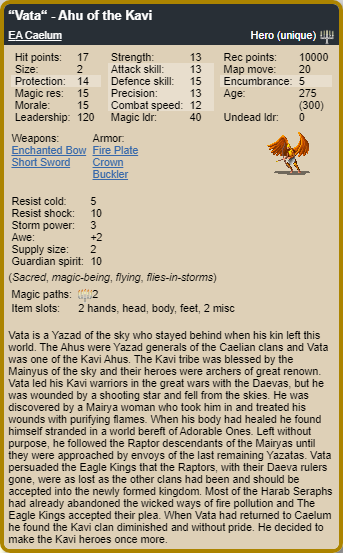 “Vata“ - Ahu of the Kavi
EA Caelum Hero (unique)
Hit points: 17 Strength: 13 Rec points: 10000
Size: 2 Attack skill: 13 Map move: 20
Protection: 14 Defence skill: 15 Encumbrance: 5
Magic res: 15 Precision: 13 Age: 275
Morale: 15 Combat speed: 12 (300)
Leadership: 120 Magic ldr: 40 Undead ldr: 0
Weapons: Armor:
Enchanted Bow Fire Plate
Short Sword Crown
Buckler
Resist cold: 5
Resist shock: 10
Storm power: 3
Awe: +2
Supply size: 2
Guardian spirit: 10
(Sacred, magic-being, flying, flies-in-storms)
Magic paths: 2
Item slots: 2 hands, head, body, feet, 2 misc
Vata is a Yazad of the sky who stayed behind when his kin left this
world. The Ahus were Yazad generals of the Caelian clans and Vata
was one of the Kavi Ahus. The Kavi tribe was blessed by the
Mainyus of the sky and their heroes were archers of great renown.
Vata led his Kavi warriors in the great wars with the Daevas, but he
was wounded by a shooting star and fell from the skies. He was
discovered by a Mairya woman who took him in and treated his
wounds with purifying flames. When his body had healed he found
himself stranded in a world bereft of Adorable Ones. Left without
purpose, he followed the Raptor descendants of the Mairyas until
they were approached by envoys of the last remaining Yazatas. Vata
persuaded the Eagle Kings that the Raptors, with their Daeva rulers
gone, were as lost as the other clans had been and should be
accepted into the newly formed kingdom. Most of the Harab Seraphs
had already abandoned the wicked ways of fire pollution and The
Eagle Kings accepted their plea. When Vata had returned to Caelum
he found the Kavi clan diminished and without pride. He decided to
make the Kavi heroes once more.